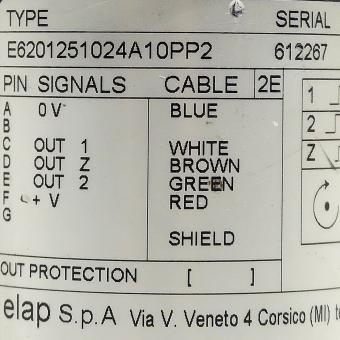 TYPE SERIAL
E6201251024A10PP2 612267
PIN SIGNALS CABLE 2E
A 0V BLUE
B
C OUT 1 WHITE
D OUT Z BROWN
E OUT 2 GREEN
F + V RED
G
SHIELD
1
2
Z
OUT PROTECTION [ ]
elap S.p.A Via V. Veneto 4 Corsico (MI) te